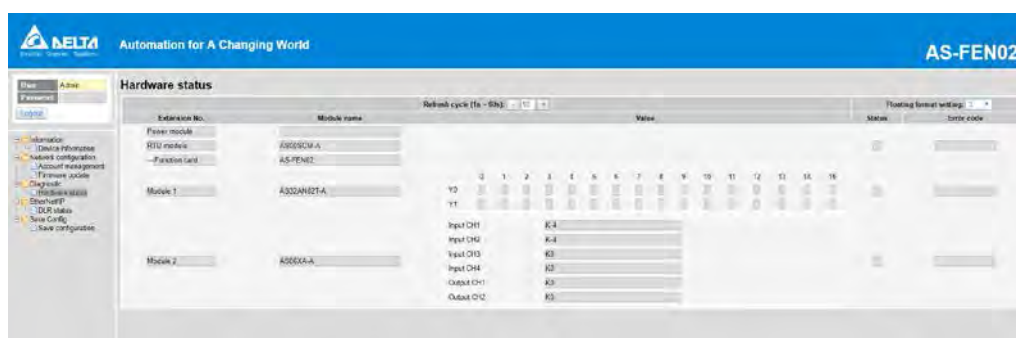 DELTA
Automation for A Changing World
AS-FEN02
User Admin
Password
Logout
Information
Device information
Network configuration
Account management
Firmware update
Diagnostic
Hardware status
EtherNet/IP
DLR status
Save Config
Save configuration
Hardware status
Refresh cycle (1s ~ 60s): - 10 +
Floating format setting:
Extension No. Module name Value Status Error code
Power module
RTU module AS00SCM-A
---Function card AS-FEN02
0 1 2 3 4 5 6 7 8 9 10 11 12 13 14 15
Module 1 AS32AN02T-A Y0
Y1
Input CH1 K-4
Input CH2 K-4
Input CH3
Input CH4
Module 2 AS06XA-A
Output CH1
Output CH2